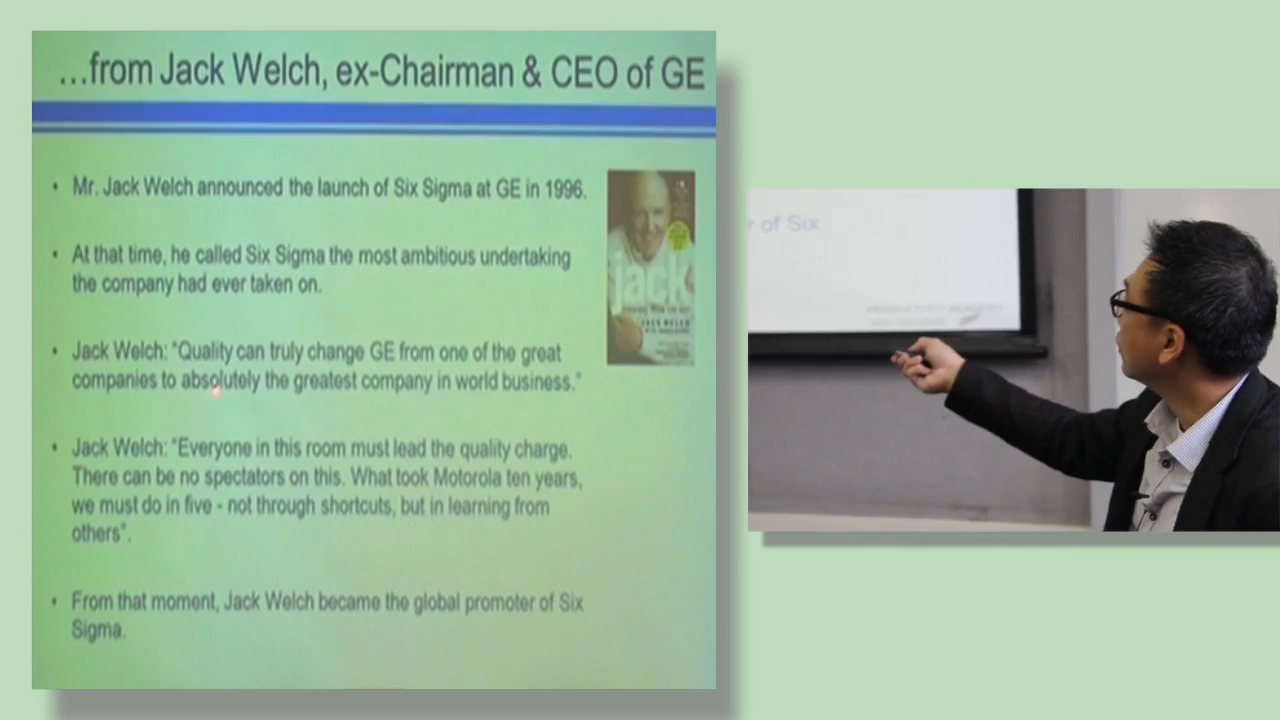 ...from Jack Welch, ex-Chairman & CEO of GE
• Mr. Jack Welch announced the launch of Six Sigma at GE in 1996.
• At that time, he called Six Sigma the most ambitious undertaking
the company had ever taken on.
• Jack Welch: "Quality can truly change GE from one of the great
companies to absolutely the greatest company in world business."
• Jack Welch: "Everyone in this room must lead the quality charge.
There can be no spectators on this. What took Motorola ten years,
we must do in five - not through shortcuts, but in learning from
others".
• From that moment, Jack Welch became the global promoter of Six
Sigma.
jack
JACK WELCH
r of Six
PRODUCTIVITY